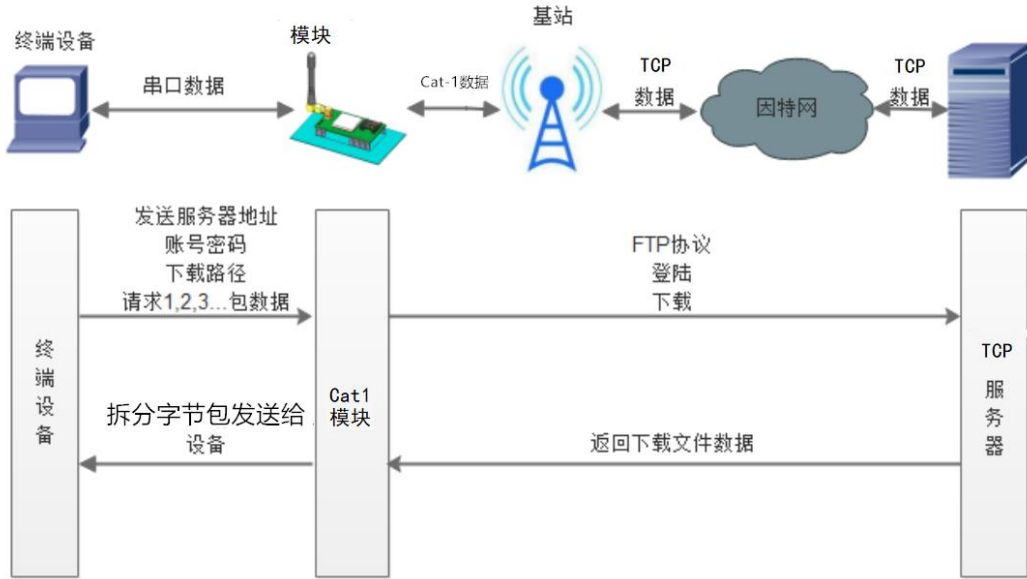 终端设备
模块
基站
串口数据
Cat-1数据
TCP
数据
因特网
TCP
数据
发送服务器地址
账号密码
下载路径
请求1,2,3...包数据
FTP协议
登陆
下载
终端设备
Cat1
模块
TCP
服务器
拆分字节包发送给
设备
返回下载文件数据